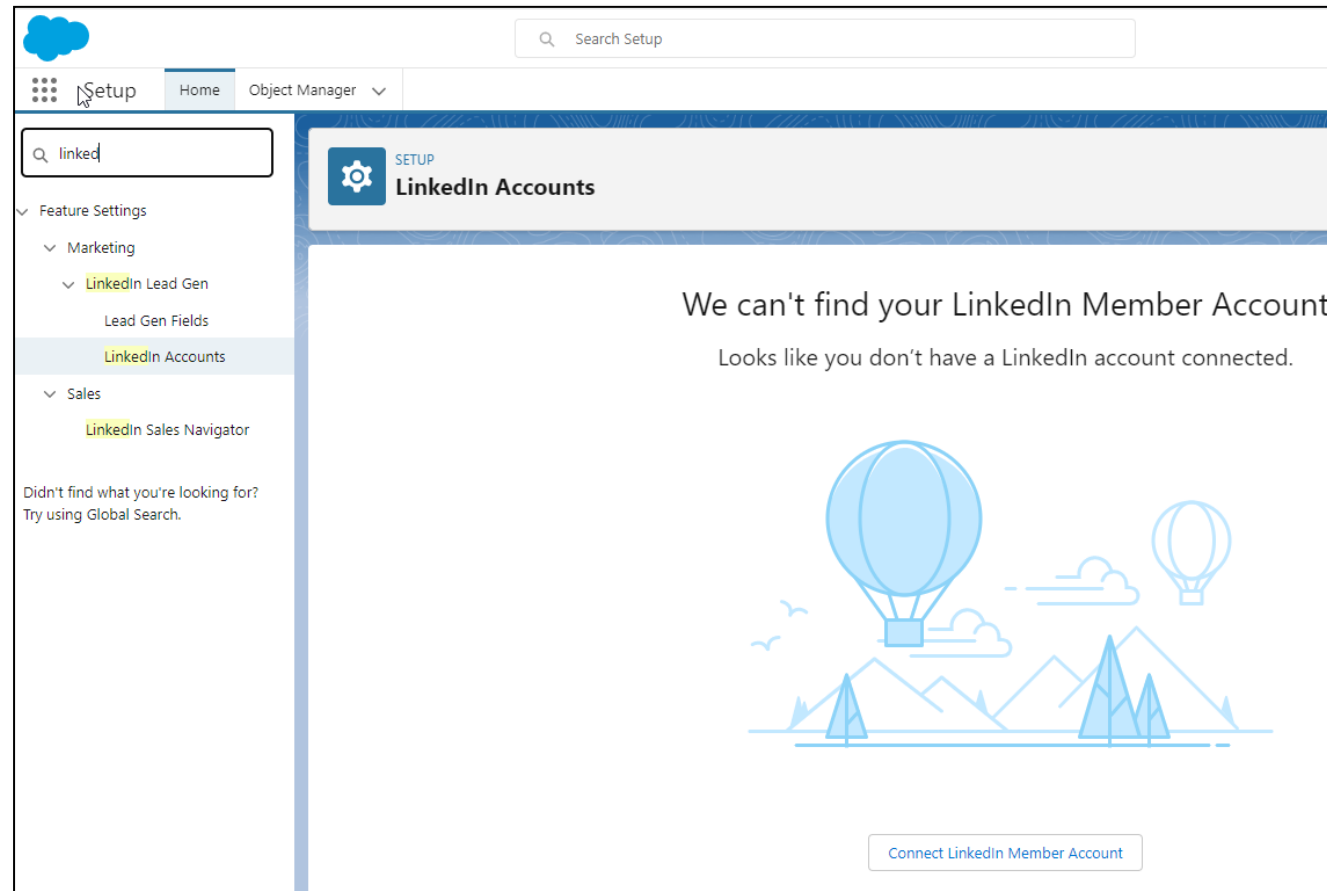 Search Setup
Setup Home Object Manager
linked
SETUP
LinkedIn Accounts
Feature Settings
Marketing
LinkedIn Lead Gen
Lead Gen Fields
LinkedIn Accounts
Sales
LinkedIn Sales Navigator
Didn't find what you're looking for?
Try using Global Search.
We can't find your LinkedIn Member Account
Looks like you don’t have a LinkedIn account connected.
Connect LinkedIn Member Account